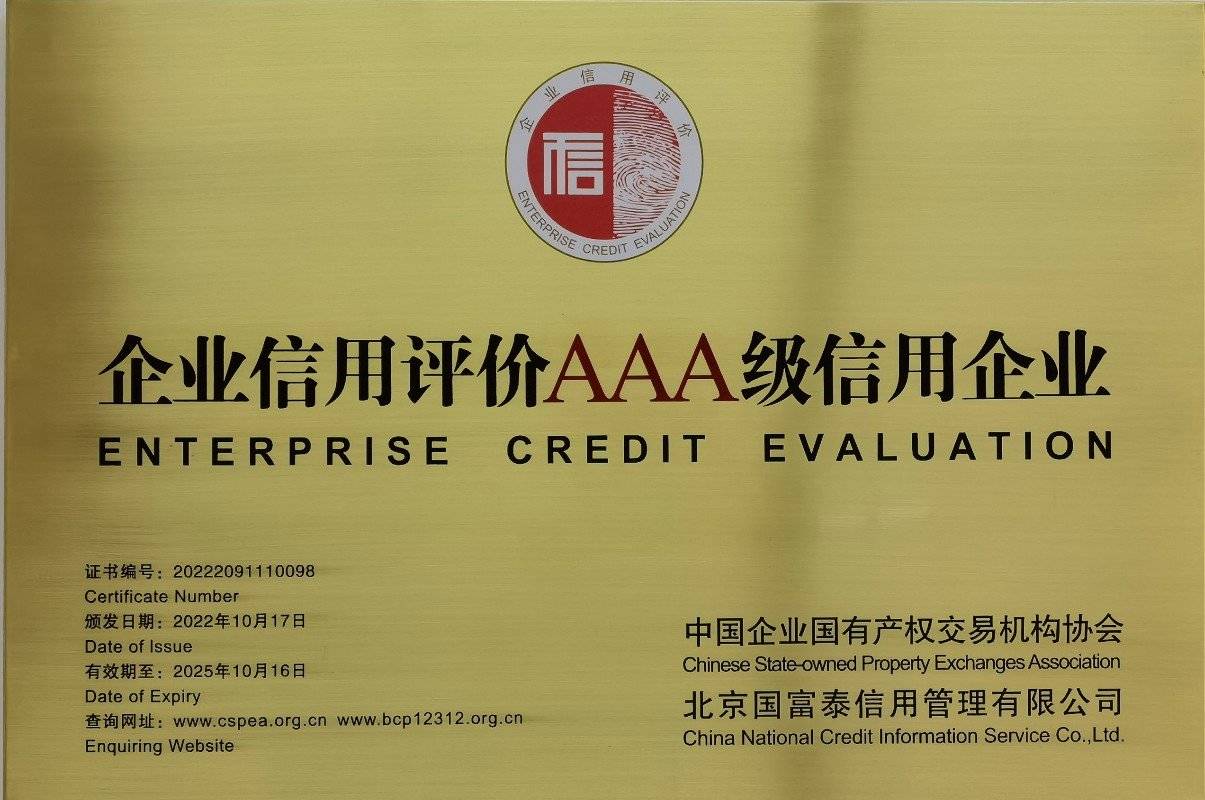 企业信用评价
信
ENTERPRISE CREDIT EVALUATION
企业信用评价AAA级信用企业
ENTERPRISE CREDIT EVALUATION
证书编号：20222091110098
Certificate Number
颁发日期：2022年10月17日
Date of Issue
有效期至：2025年10月16日
Date of Expiry
查询网址：www.cspea.org.cn www.bcp12312.org.cn
Enquiring Website
中国企业国有产权交易机构协会
Chinese State-owned Property Exchanges Association
北京国富泰信用管理有限公司
China National Credit Information Service Co.,Ltd.